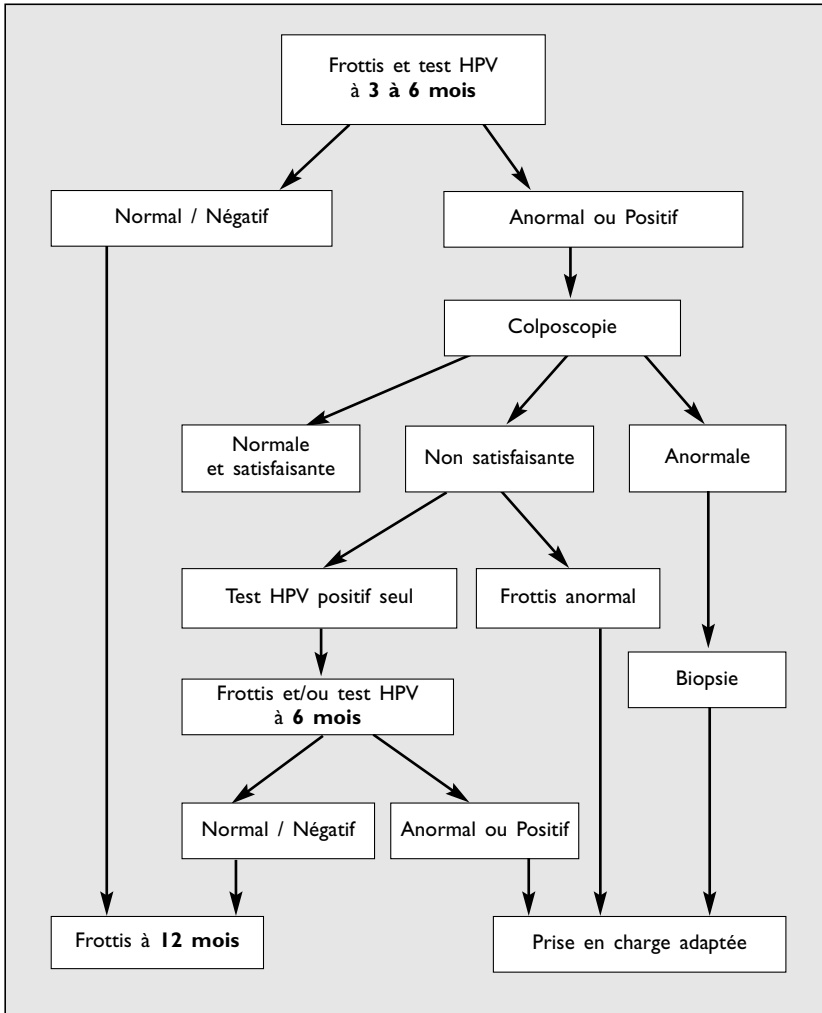 Frottis et test HPV
à 3 à 6 mois
Normal / Négatif
Anormal ou Positif
Colposcopie
Normale
et satisfaisante
Non satisfaisante
Anormale
Test HPV positif seul
Frottis anormal
Biopsie
Frottis et/ou test HPV
à 6 mois
Normal / Négatif
Anormal ou Positif
Frottis à 12 mois
Prise en charge adaptée